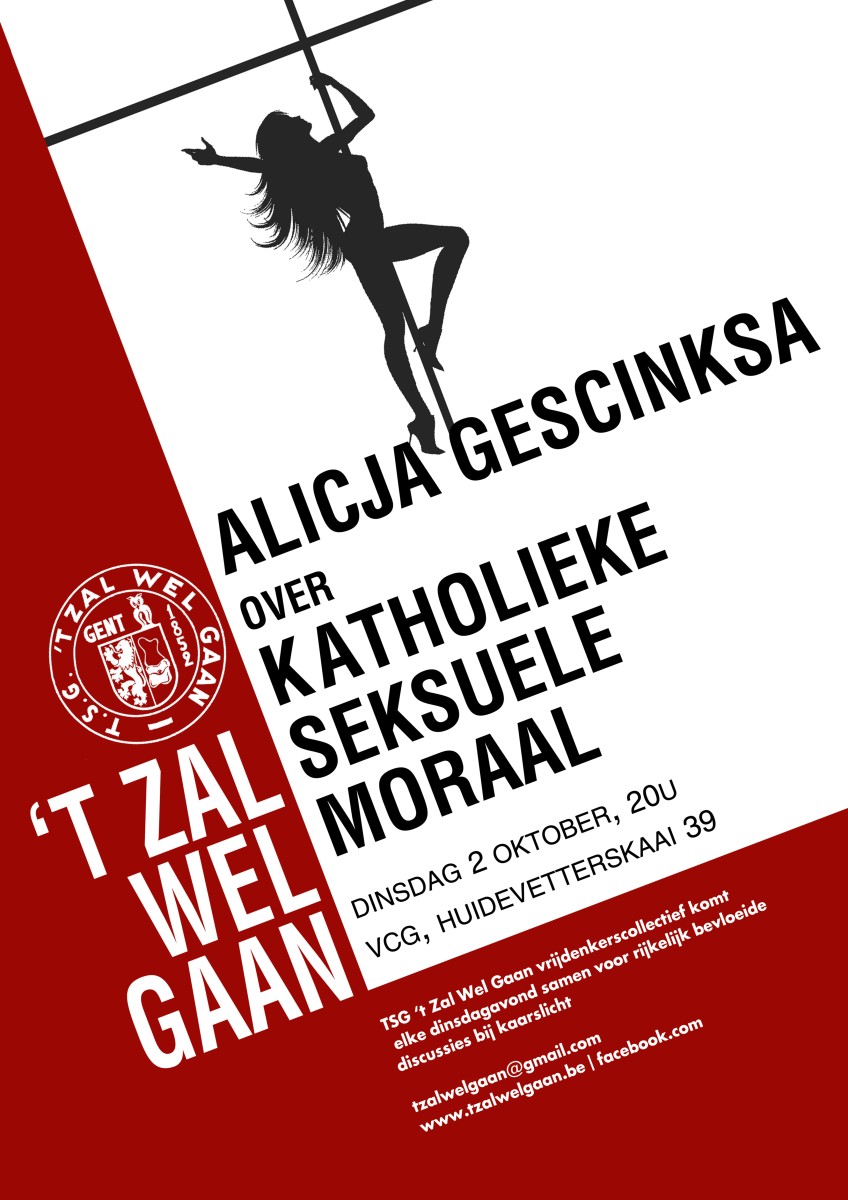 ALICJA GESCINKSA
OVER
KATHOLIEKE
SEKSUELE
MORAAL
DINSDAG 2 OKTOBER, 20U
VCG, HUIDEVETTERSKAAI 39
T.S.G. 'T ZAL WEL GAAN —
GENT 1852
‘T ZAL
WEL
GAAN
TSG ‘t Zal Wel Gaan vrijdenkerscollectief komt
elke dinsdagavond samen voor rijkelijk bevloeide
discussies bij kaarslicht
tzalwelgaan@gmail.com
www.tzalwelgaan.be | facebook.com